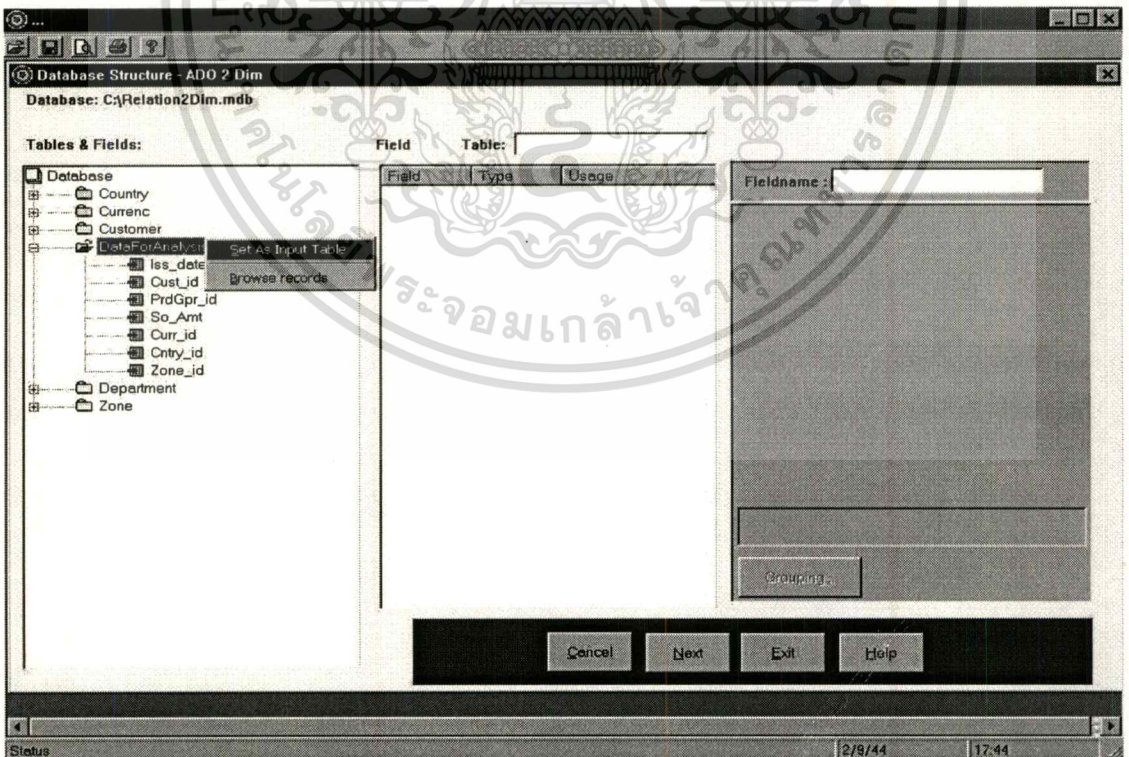 ...
Database Structure - ADO 2 Dim
Database: C:\Relation2Dim.mdb
Tables & Fields:
Field Table:
Database
Country
Currenc
Customer
DataForAnalysis
Iss_date
Cust_id
PrdGpr_id
So_Amt
Curr_id
Cntry_id
Zone_id
Department
Zone
Set As Input Table
Browse records
Field Type Usage
Fieldname :
Grouping
Cancel Next Exit Help
Status 2/9/44 17:44
พระจอมเกล้าเจ้าคุณทหาร